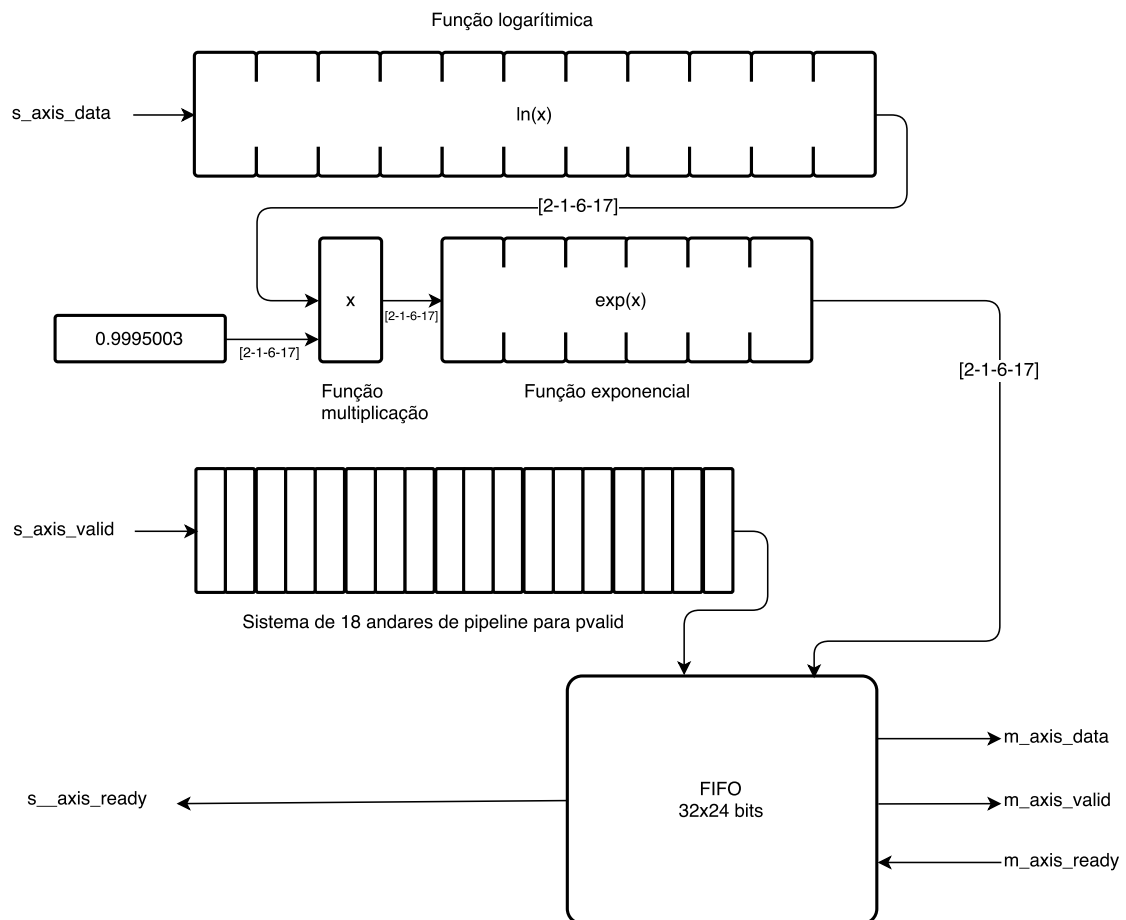 Função logarítimica
s_axis_data
ln(x)
[2-1-6-17]
x
exp(x)
[2-1-6-17]
0.9995003
[2-1-6-17]
[2-1-6-17]
Função
multiplicação
Função exponencial
s_axis_valid
Sistema de 18 andares de pipeline para pvalid
m_axis_data
FIFO
32x24 bits
s__axis_ready
m_axis_valid
m_axis_ready